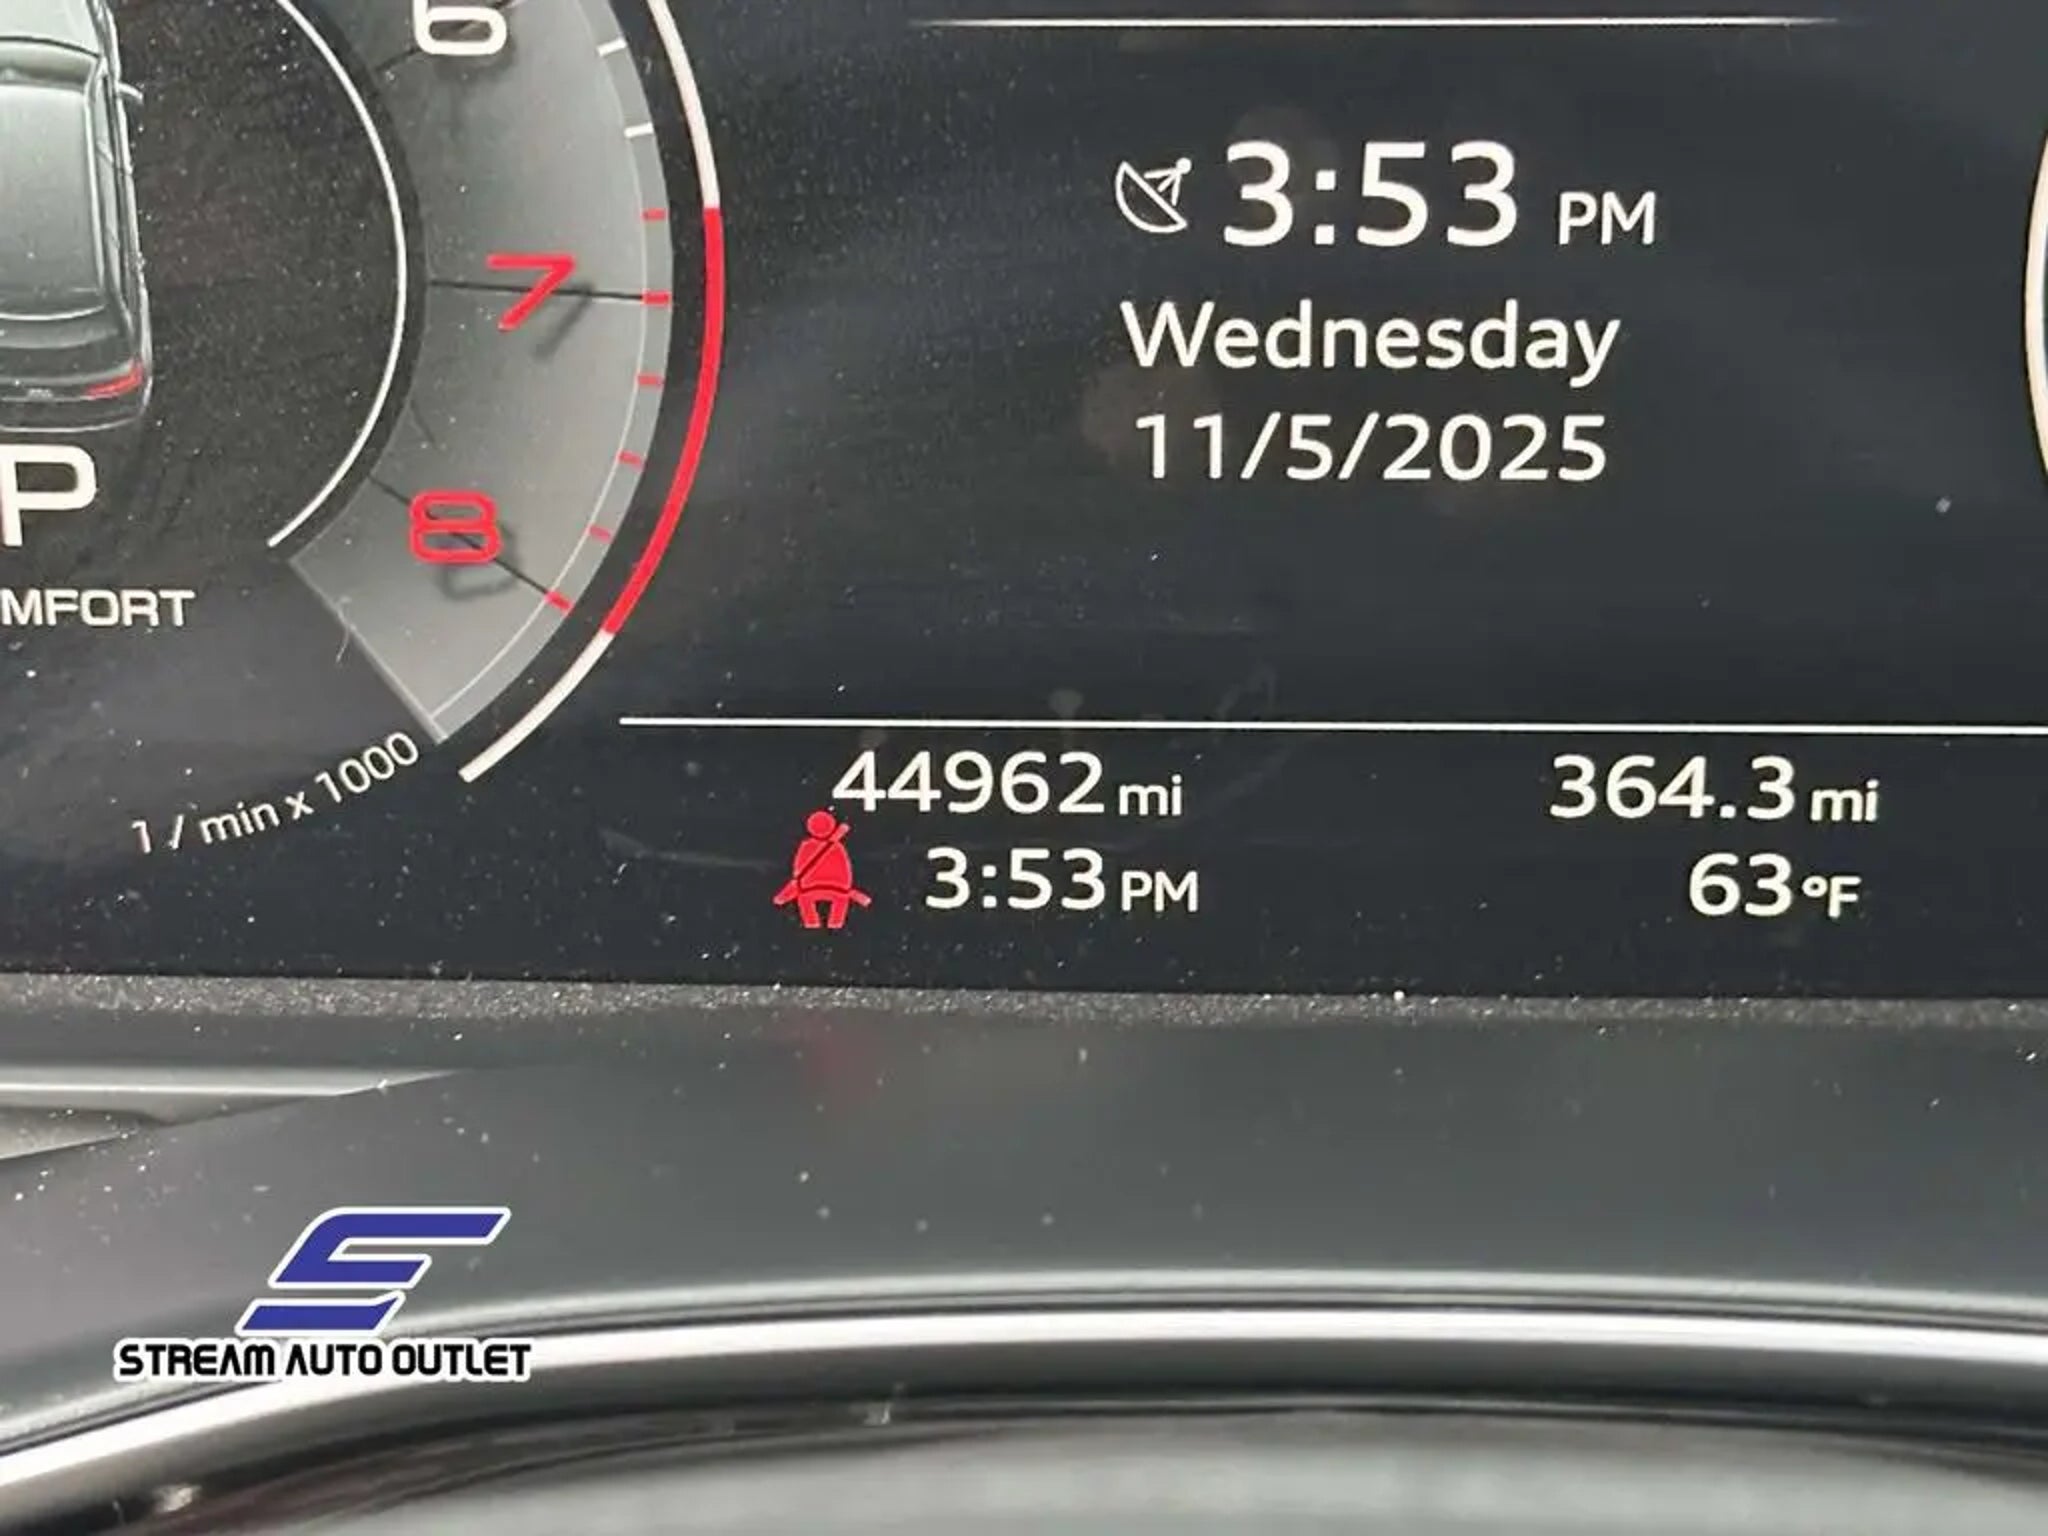 6
3:53 PM
7
Wednesday
11/5/2025
P
8
MFORT
1 / min x 1000
44962 mi
364.3 mi
3:53 PM
63 °F
STREAM AUTO OUTLET